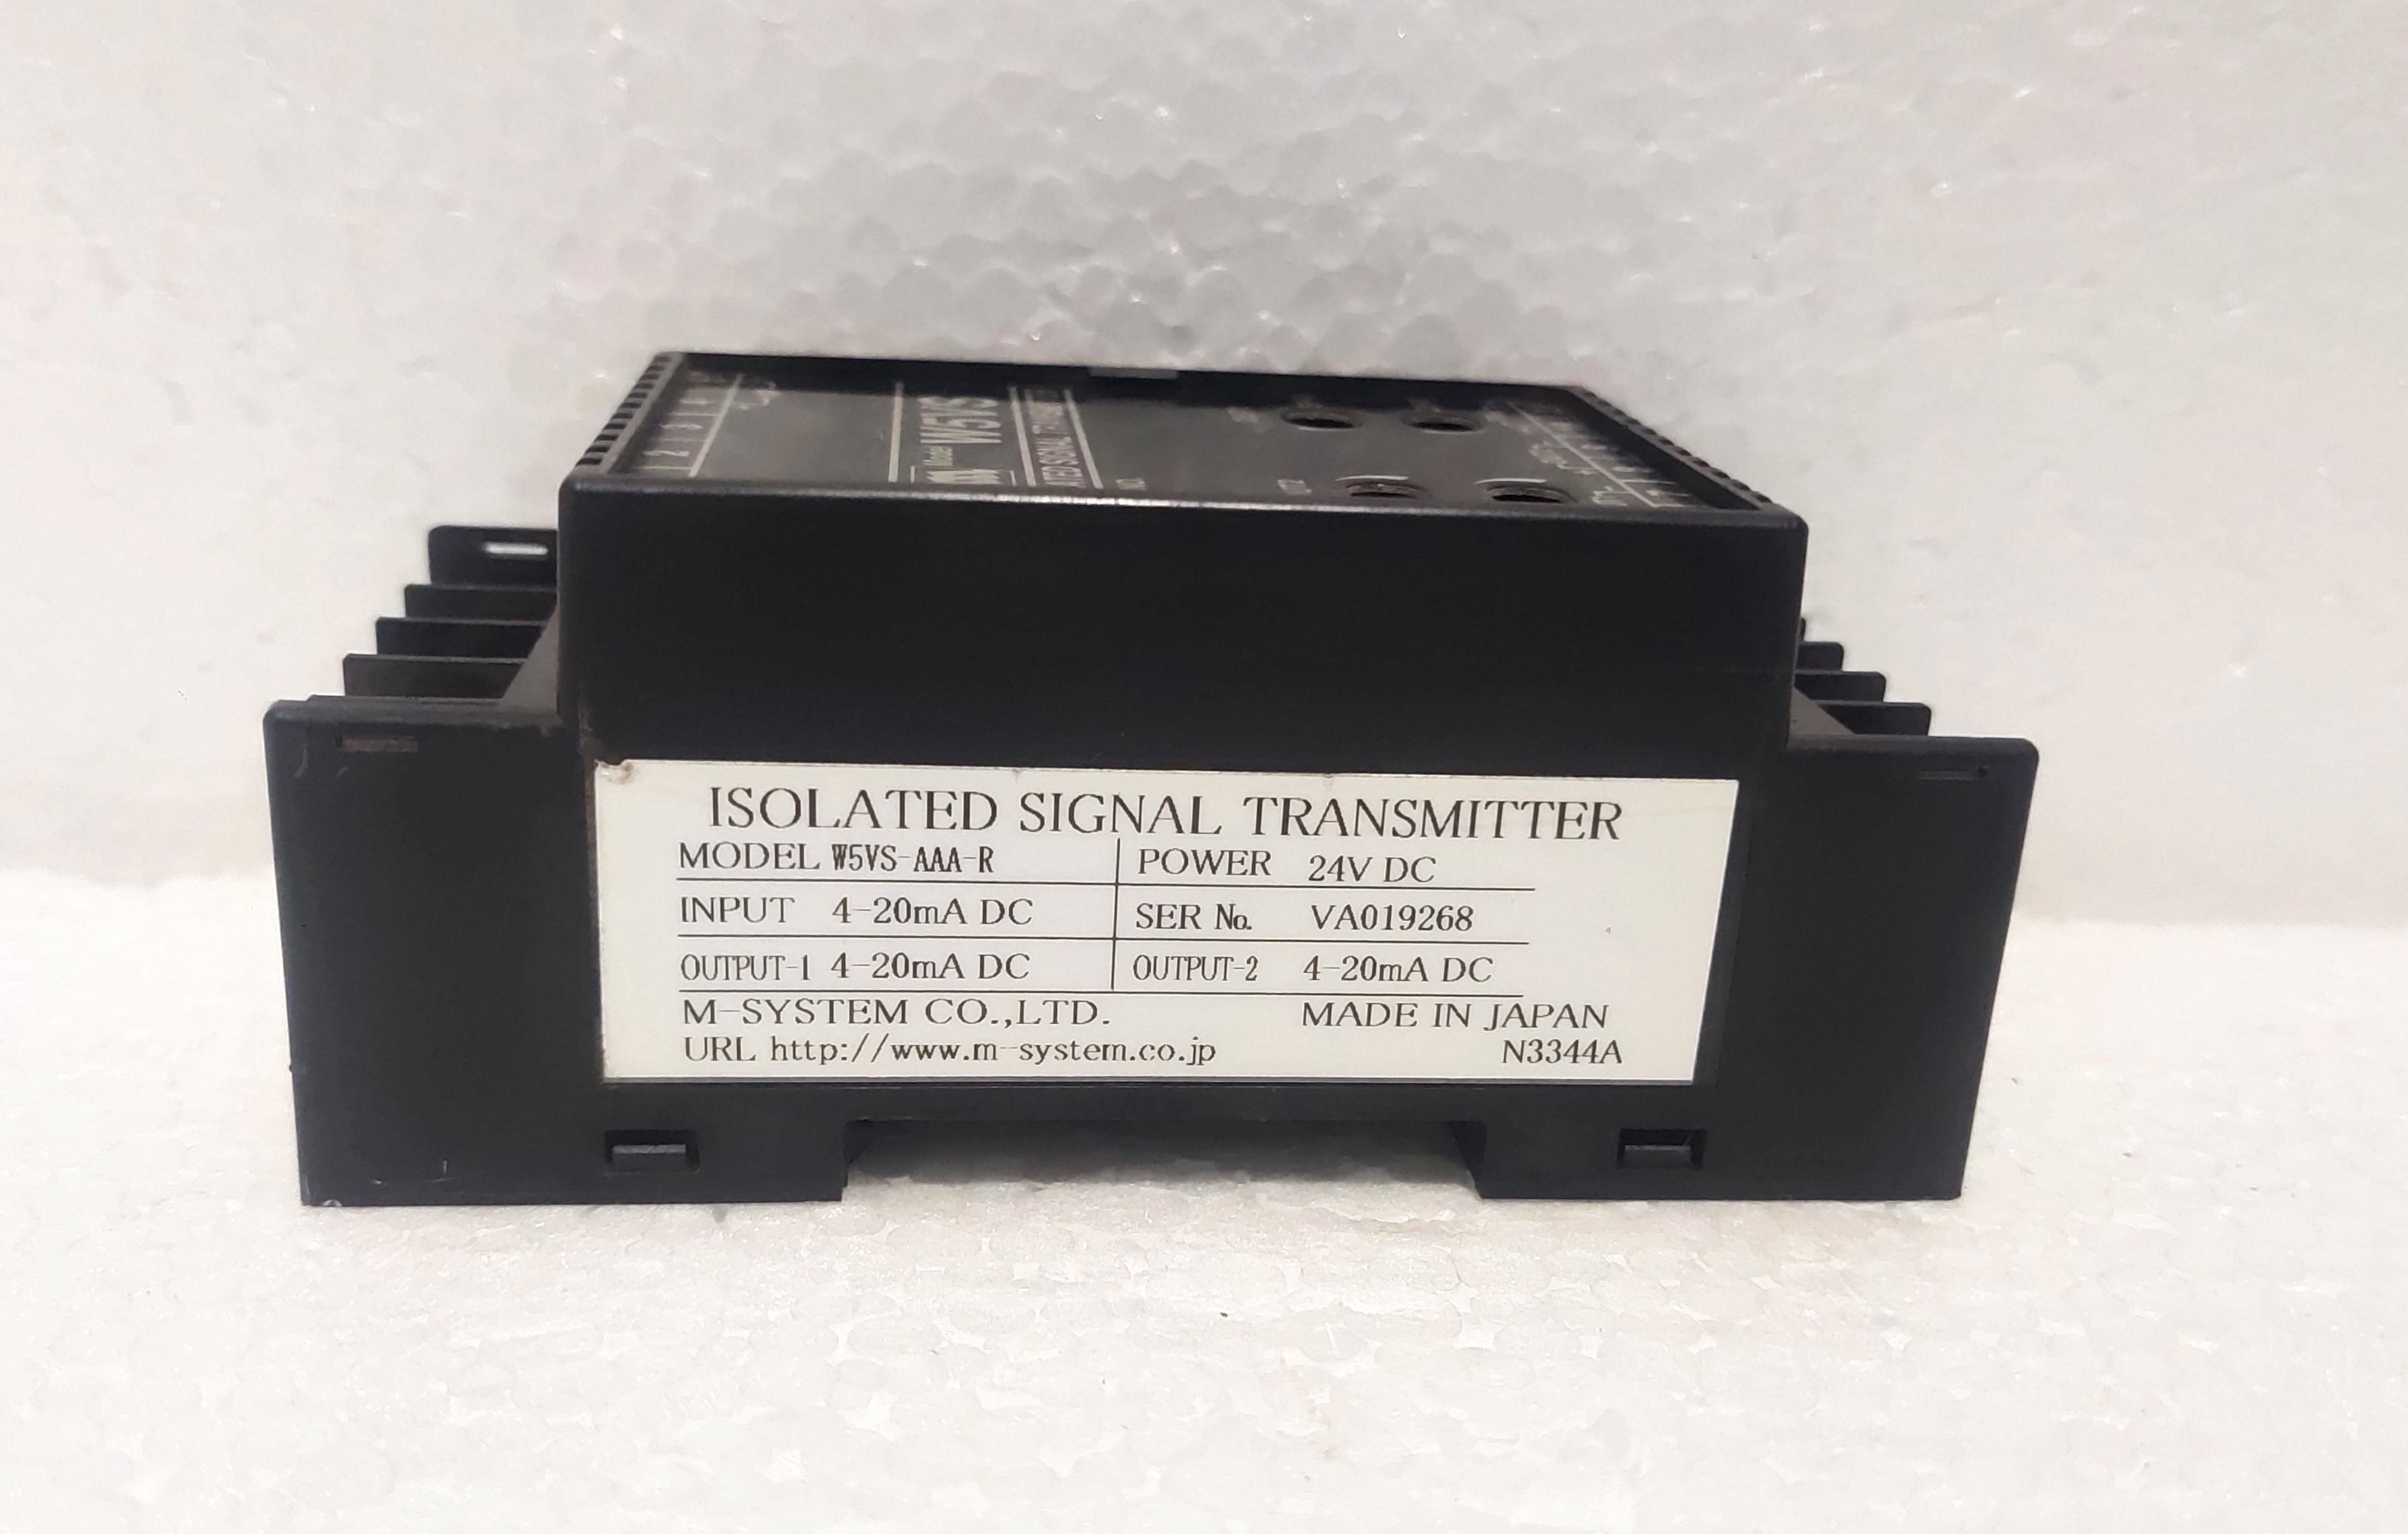 Model W5VS
ISOLATED SIGNAL TRANSMITTER
MODEL W5VS-AAA-R POWER 24V DC
INPUT 4-20mA DC SER No. VA019268
OUTPUT-1 4-20mA DC OUTPUT-2 4-20mA DC
M-SYSTEM CO.,LTD. MADE IN JAPAN
URL http://www.m-system.co.jp N3344A